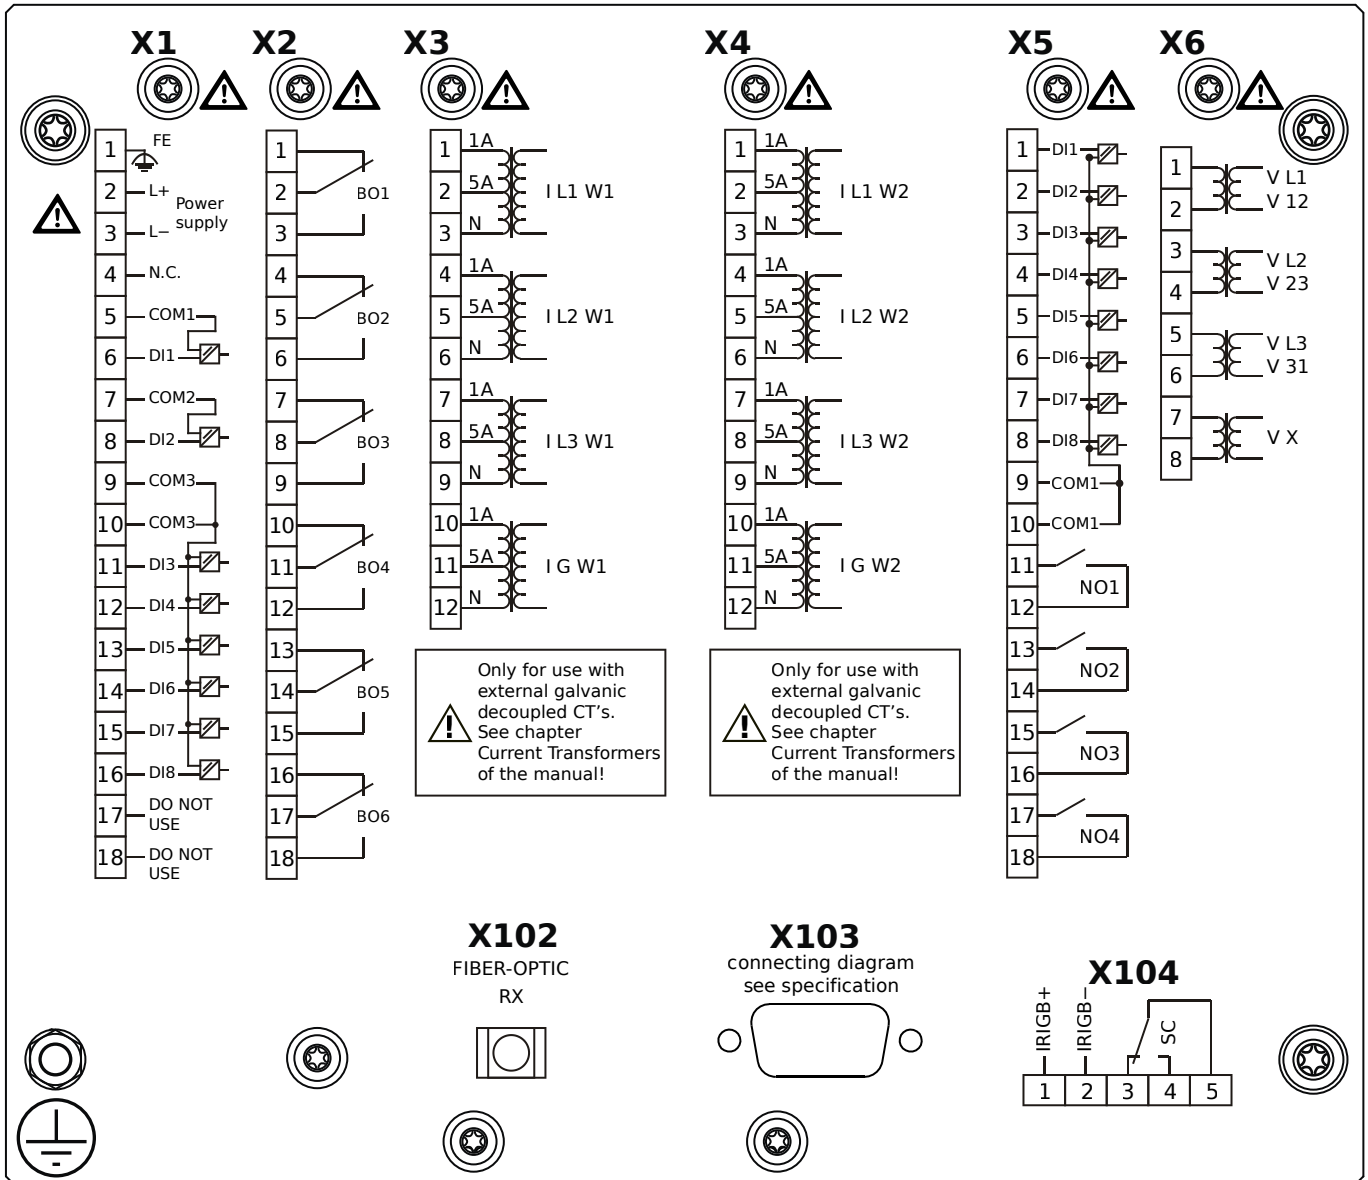 X1
X2
X3
X4
X5
X6
1 FE
2 L+
Power
supply
3 L−
4 N.C.
5 COM1
6 DI1
7 COM2
8 DI2
9 COM3
10 COM3
11 DI3
12 DI4
13 DI5
14 DI6
15 DI7
16 DI8
17 DO NOT
USE
18 DO NOT
USE
1
2 BO1
3
4
5 BO2
6
7
8 BO3
9
10
11 BO4
12
13
14 BO5
15
16
17 BO6
18
1 1A
2 5A I L1 W1
3 N
4 1A
5 5A I L2 W1
6 N
7 1A
8 5A I L3 W1
9 N
10 1A
11 5A I G W1
12 N
Only for use with
external galvanic
decoupled CT's.
See chapter
Current Transformers
of the manual!
1 1A
2 5A I L1 W2
3 N
4 1A
5 5A I L2 W2
6 N
7 1A
8 5A I L3 W2
9 N
10 1A
11 5A I G W2
12 N
Only for use with
external galvanic
decoupled CT's.
See chapter
Current Transformers
of the manual!
1 DI1
2 DI2
3 DI3
4 DI4
5 DI5
6 DI6
7 DI7
8 DI8
9 COM1
10 COM1
11
NO1
12
13
NO2
14
15
NO3
16
17
NO4
18
1
V L1
2 V 12
3
V L2
4 V 23
5
V L3
6 V 31
7
V X
8
X102
FIBER-OPTIC
RX
X103
connecting diagram
see specification
X104
IRIGB+
IRIGB−
SC
1 2 3 4 5